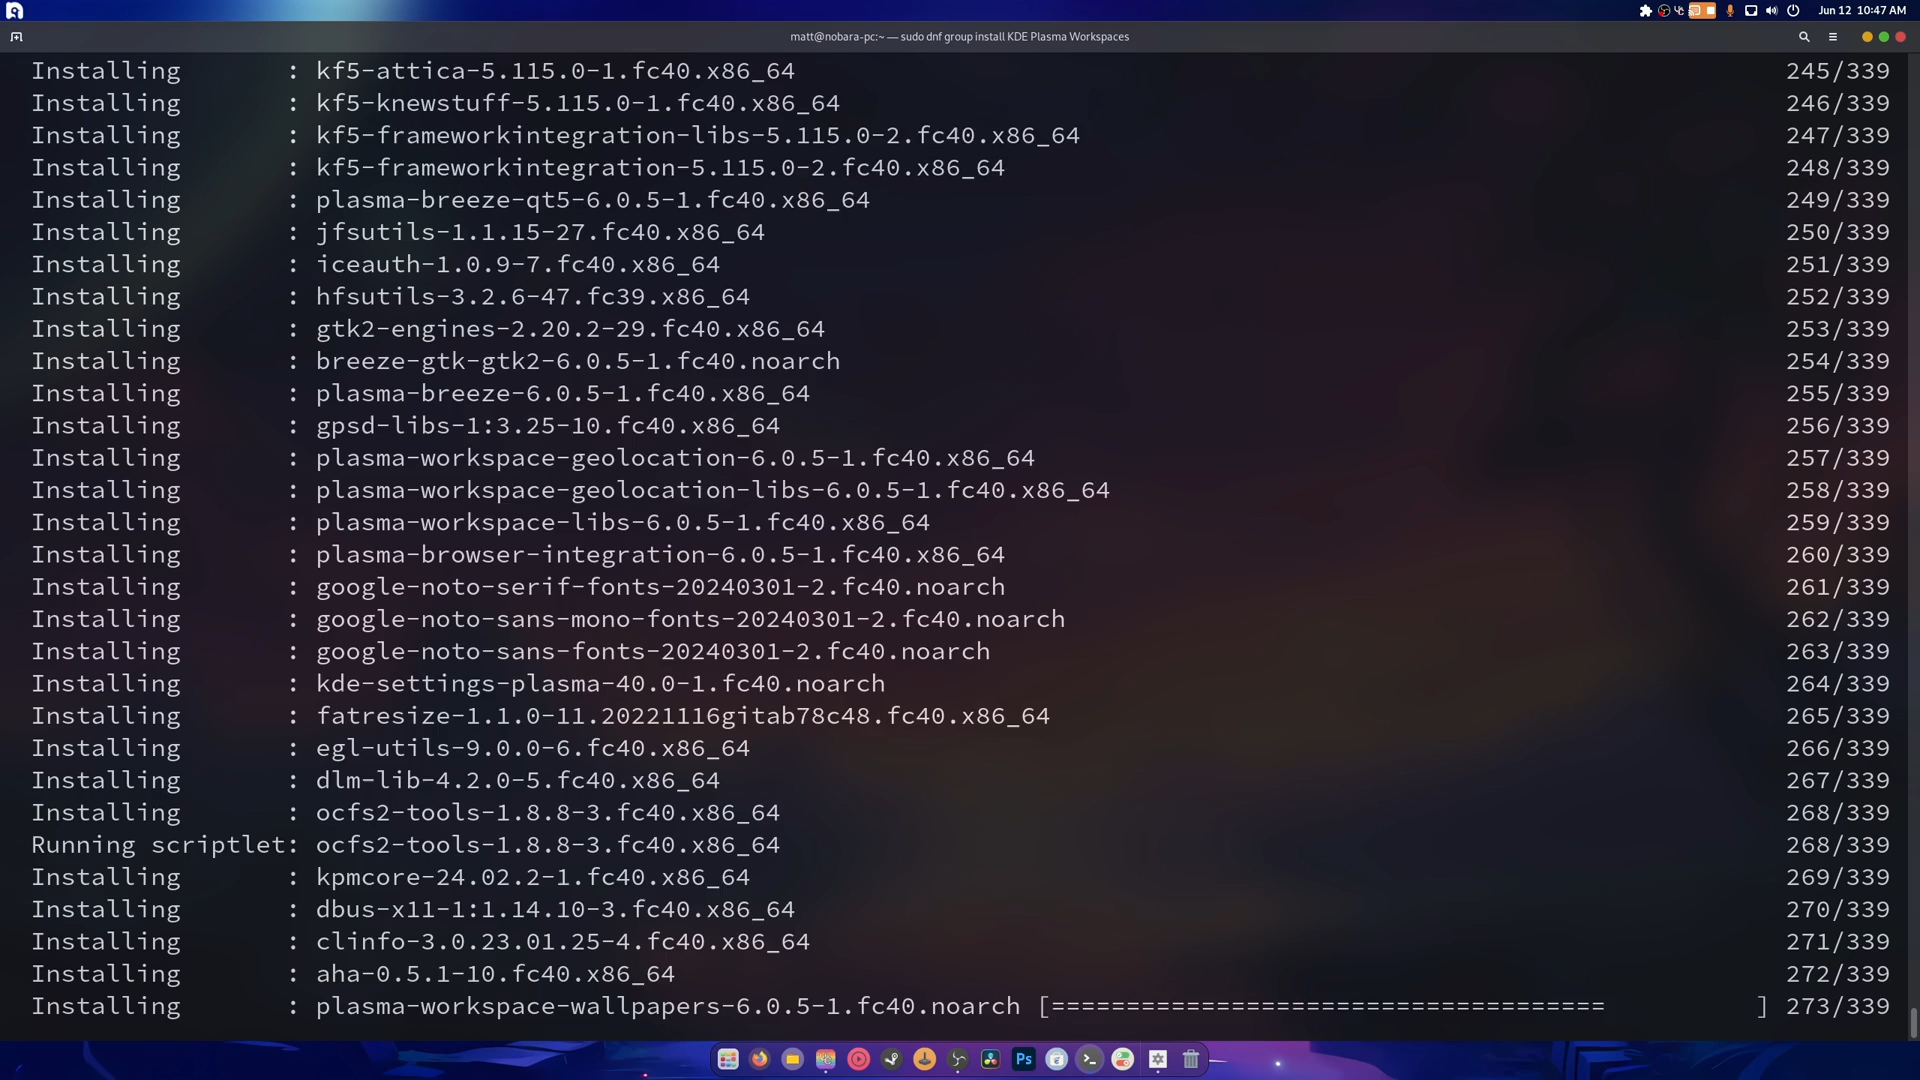 Jun 12 10:47 AM
matt@nobara-pc:~ — sudo dnf group install KDE Plasma Workspaces
Installing : kf5-attica-5.115.0-1.fc40.x86_64 245/339
Installing : kf5-knewstuff-5.115.0-1.fc40.x86_64 246/339
Installing : kf5-frameworkintegration-libs-5.115.0-2.fc40.x86_64 247/339
Installing : kf5-frameworkintegration-5.115.0-2.fc40.x86_64 248/339
Installing : plasma-breeze-qt5-6.0.5-1.fc40.x86_64 249/339
Installing : jfsutils-1.1.15-27.fc40.x86_64 250/339
Installing : iceauth-1.0.9-7.fc40.x86_64 251/339
Installing : hfsutils-3.2.6-47.fc39.x86_64 252/339
Installing : gtk2-engines-2.20.2-29.fc40.x86_64 253/339
Installing : breeze-gtk-gtk2-6.0.5-1.fc40.noarch 254/339
Installing : plasma-breeze-6.0.5-1.fc40.x86_64 255/339
Installing : gpsd-libs-1:3.25-10.fc40.x86_64 256/339
Installing : plasma-workspace-geolocation-6.0.5-1.fc40.x86_64 257/339
Installing : plasma-workspace-geolocation-libs-6.0.5-1.fc40.x86_64 258/339
Installing : plasma-workspace-libs-6.0.5-1.fc40.x86_64 259/339
Installing : plasma-browser-integration-6.0.5-1.fc40.x86_64 260/339
Installing : google-noto-serif-fonts-20240301-2.fc40.noarch 261/339
Installing : google-noto-sans-mono-fonts-20240301-2.fc40.noarch 262/339
Installing : google-noto-sans-fonts-20240301-2.fc40.noarch 263/339
Installing : kde-settings-plasma-40.0-1.fc40.noarch 264/339
Installing : fatresize-1.1.0-11.20221116gitab78c48.fc40.x86_64 265/339
Installing : egl-utils-9.0.0-6.fc40.x86_64 266/339
Installing : dlm-lib-4.2.0-5.fc40.x86_64 267/339
Installing : ocfs2-tools-1.8.8-3.fc40.x86_64 268/339
Running scriptlet: ocfs2-tools-1.8.8-3.fc40.x86_64 268/339
Installing : kpmcore-24.02.2-1.fc40.x86_64 269/339
Installing : dbus-x11-1:1.14.10-3.fc40.x86_64 270/339
Installing : clinfo-3.0.23.01.25-4.fc40.x86_64 271/339
Installing : aha-0.5.1-10.fc40.x86_64 272/339
Installing : plasma-workspace-wallpapers-6.0.5-1.fc40.noarch [===================================== ] 273/339
Ps